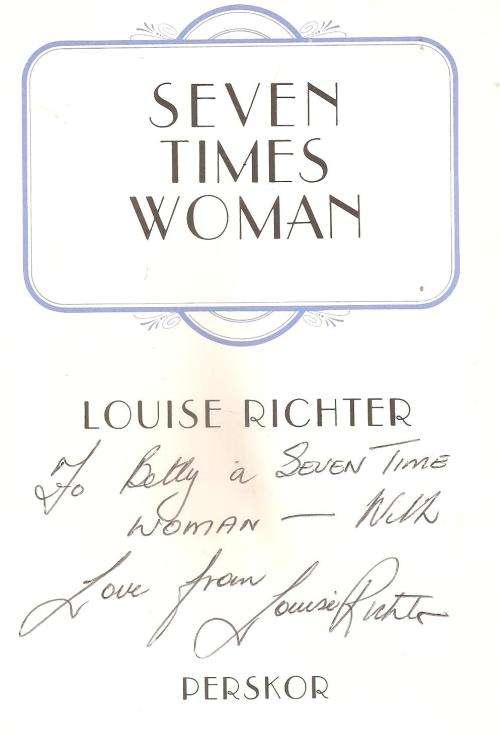 SEVEN
TIMES
WOMAN
LOUISE RICHTER
To Betty a SEVEN TIME
WOMAN — With
Love from Louise Richter
PERSKOR